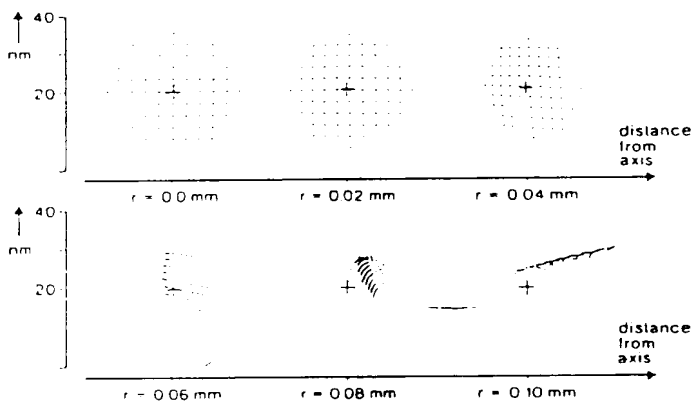 40
nm
20
distance
from
axis
r = 0.0 mm
r = 0.02 mm
r = 0.04 mm
40
nm
20
distance
from
axis
r = 0.06 mm
r = 0.08 mm
r = 0.10 mm